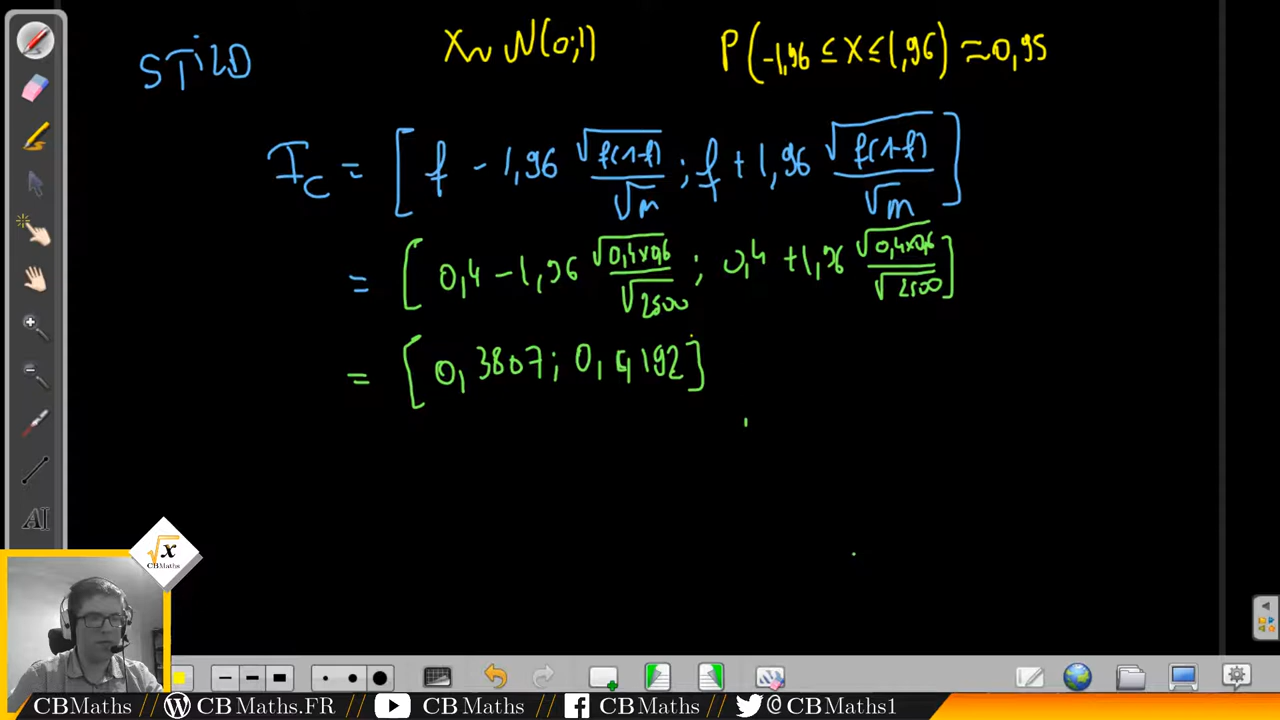 STI2D
X ~ N(0;1)
P(-1,96 ≤ X ≤ 1,96) ≈ 0,95
I_C = [f - 1,96 √(f(1-f))/√n ; f + 1,96 √(f(1-f))/√n]
= [0,4 - 1,96 √(0,4×0,6)/√2500 ; 0,4 + 1,96 √(0,4×0,6)/√2500]
= [0,3807 ; 0,4192]
√x
CBMaths
AI
CBMaths
CBMaths.FR
CBMaths
CBMaths
@CBMaths1